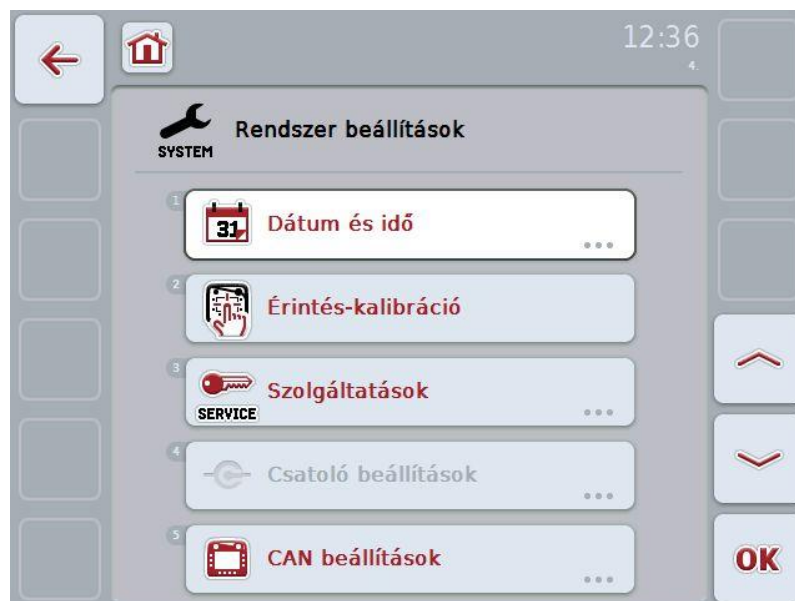 12:36
4.
Rendszer beállítások
SYSTEM
1
31
Dátum és idő
...
2
Érintés-kalibráció
3
Szolgáltatások
SERVICE
...
4
Csatoló beállítások
...
5
CAN beállítások
...
OK